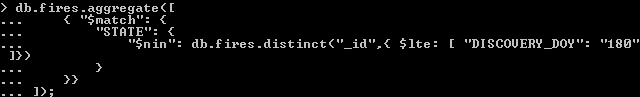 > db.fires.aggregate([
...     { "$match": {
...         "STATE": {
...             "$nin": db.fires.distinct("_id",{ $lte: [ "DISCOVERY_DOY": "180"
 ]})
...         }
...     }}
... ]);